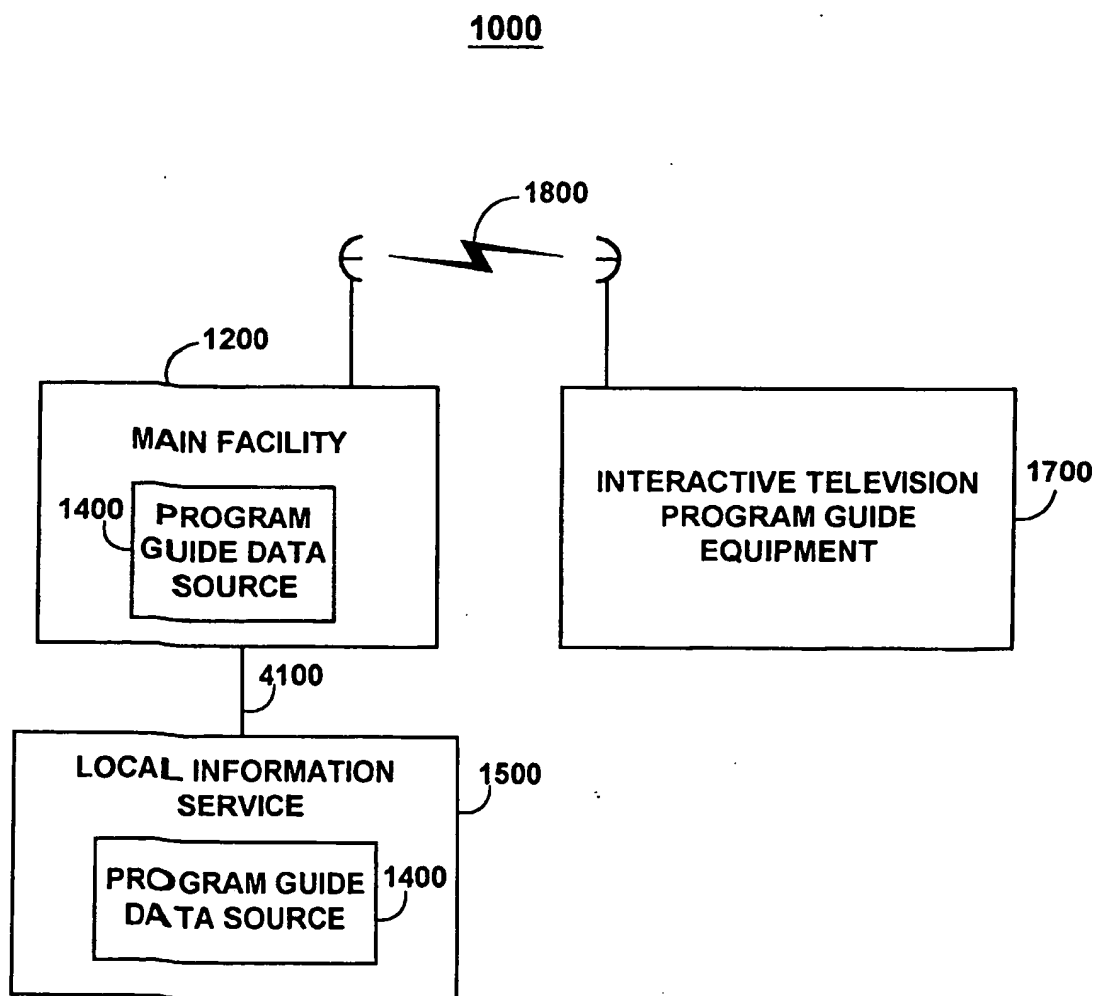 1000
1800
1200
MAIN FACILITY
1400
PROGRAM
GUIDE DATA
SOURCE
INTERACTIVE TELEVISION
PROGRAM GUIDE
EQUIPMENT
1700
4100
LOCAL INFORMATION
SERVICE
1500
PROGRAM GUIDE
DATA SOURCE
1400